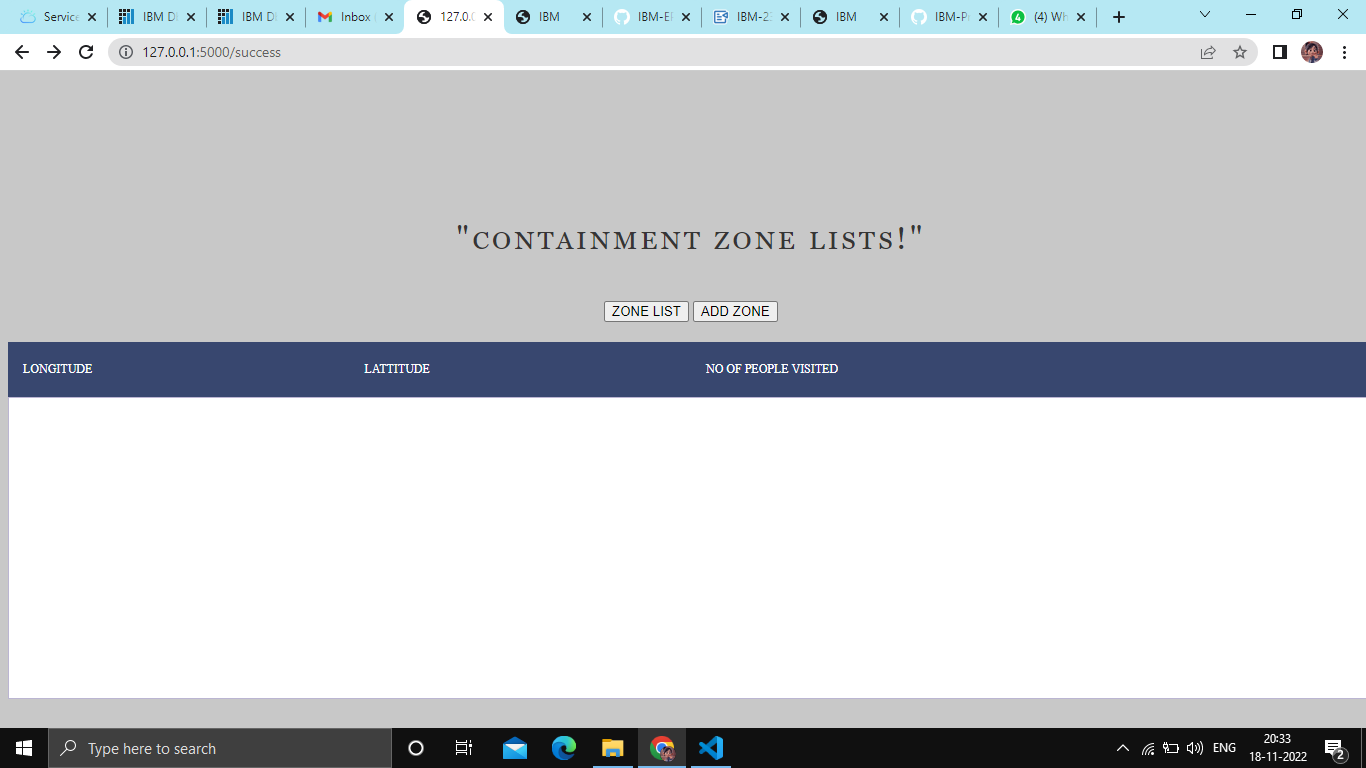 Service
IBM D
IBM D
Inbox
127.0.0
IBM
IBM-E
IBM-2
IBM
IBM-P
4
(4) Wh
127.0.0.1:5000/success
"CONTAINMENT ZONE LISTS!"
ZONE LIST ADD ZONE
LONGITUDE LATTITUDE NO OF PEOPLE VISITED
Type here to search
ENG
20:33
18-11-2022
2